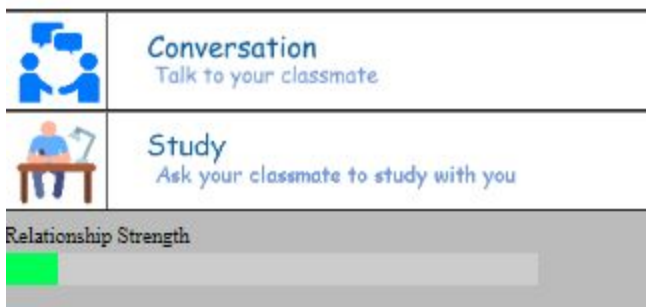 Conversation
Talk to your classmate
Study
Ask your classmate to study with you
Relationship Strength